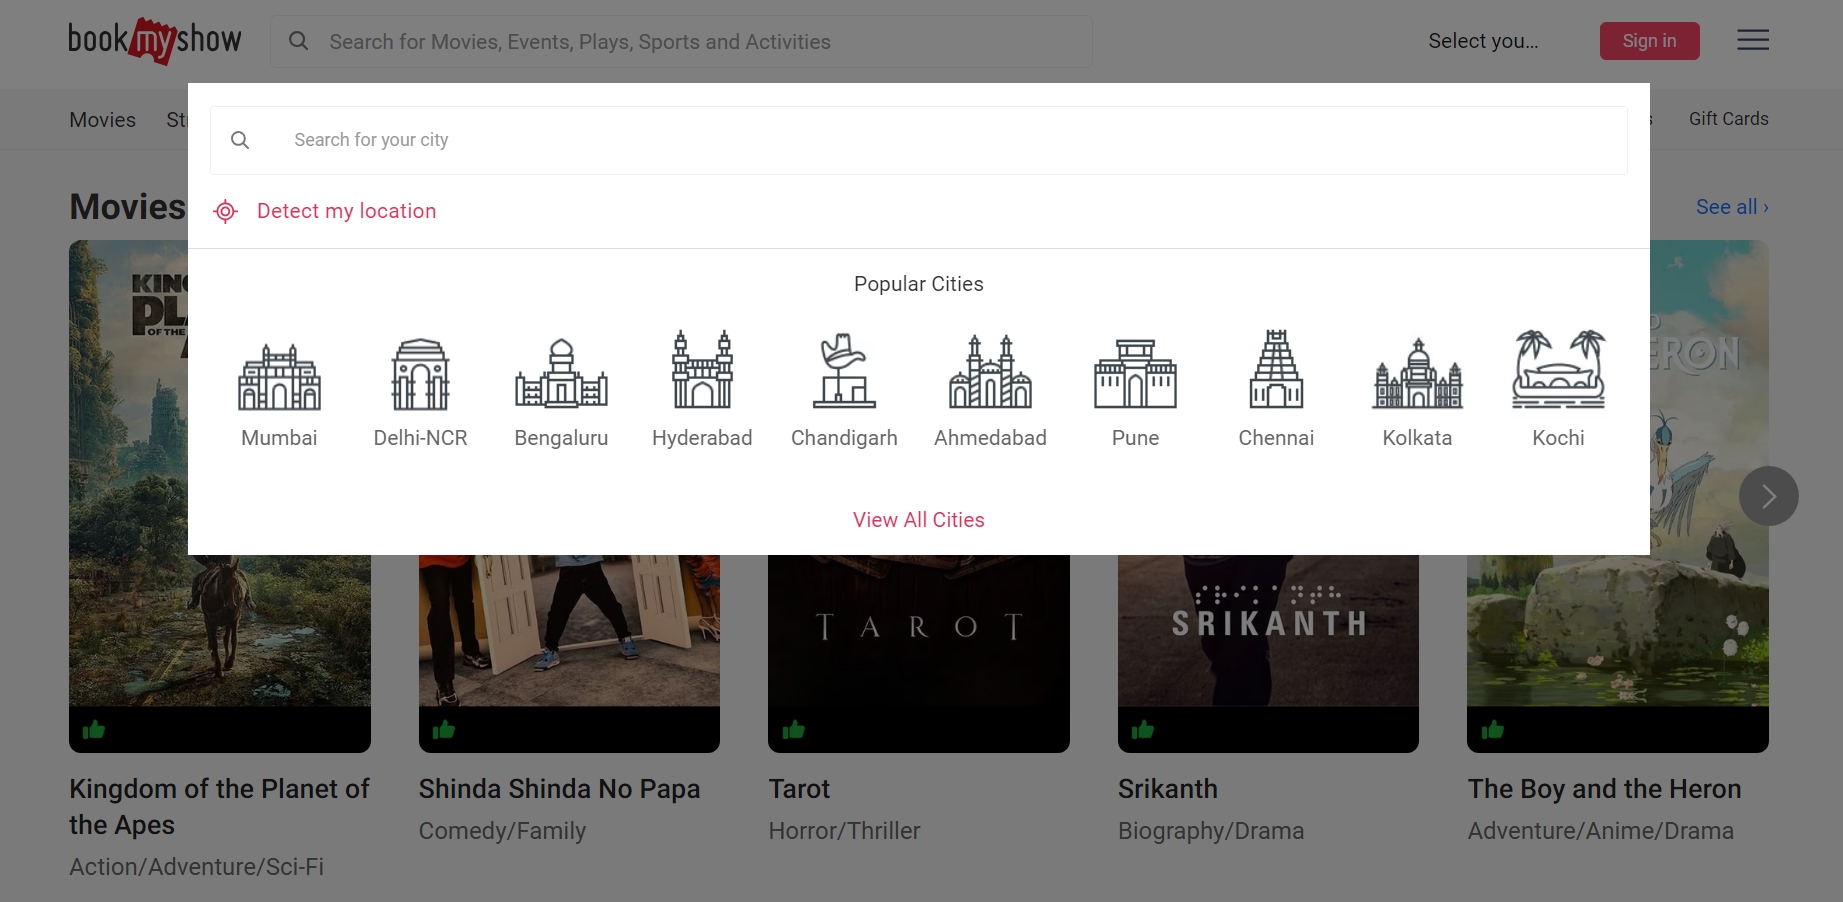 bookmyshow
Search for Movies, Events, Plays, Sports and Activities
Select you...
Sign in
Movies
Gift Cards
Search for your city
Detect my location
Movies
See all ›
Popular Cities
Mumbai
Delhi-NCR
Bengaluru
Hyderabad
Chandigarh
Ahmedabad
Pune
Chennai
Kolkata
Kochi
View All Cities
OF THE
TAROT
SRIKANTH
Kingdom of the Planet of
the Apes
Action/Adventure/Sci-Fi
Shinda Shinda No Papa
Comedy/Family
Tarot
Horror/Thriller
Srikanth
Biography/Drama
The Boy and the Heron
Adventure/Anime/Drama